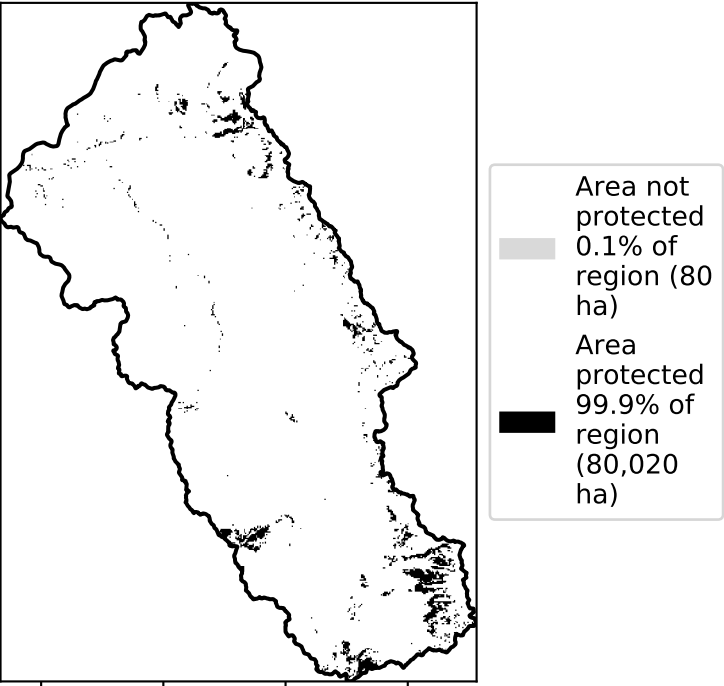 Area not
protected
0.1% of
region (80
ha)
Area
protected
99.9% of
region
(80,020
ha)